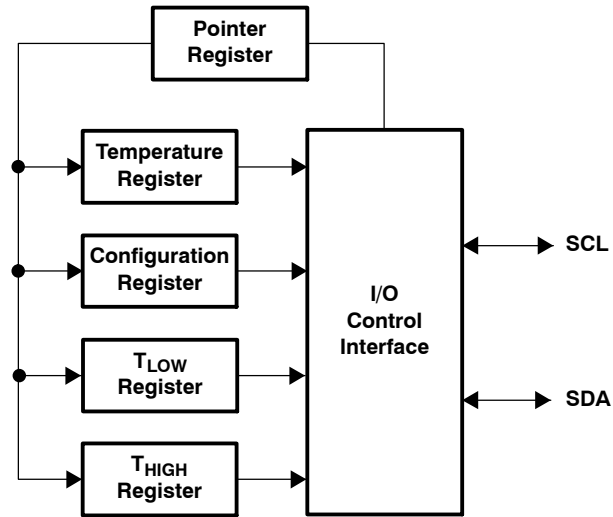 Pointer
Register
Temperature
Register
Configuration
Register
TLOW
Register
THIGH
Register
I/O
Control
Interface
SCL
SDA